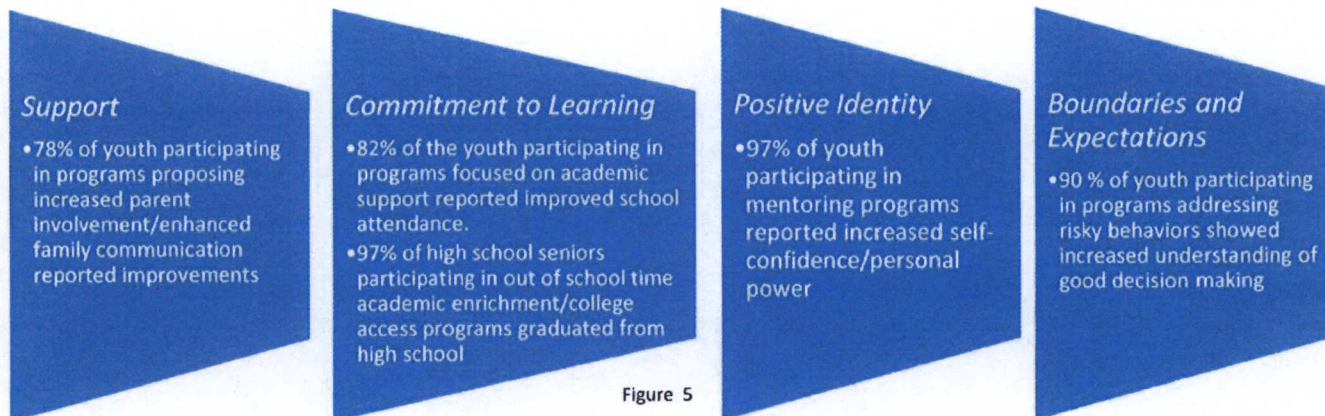 Support
•78% of youth participating
in programs proposing
increased parent
involvement/enhanced
family communication
reported improvements
Commitment to Learning
•82% of the youth participating in
programs focused on academic
support reported improved school
attendance.
•97% of high school seniors
participating in out of school time
academic enrichment/college
access programs graduated from
high school
Positive Identity
•97% of youth
participating in
mentoring programs
reported increased self-
confidence/personal
power
Boundaries and
Expectations
•90 % of youth participating
in programs addressing
risky behaviors showed
increased understanding of
good decision making
Figure 5